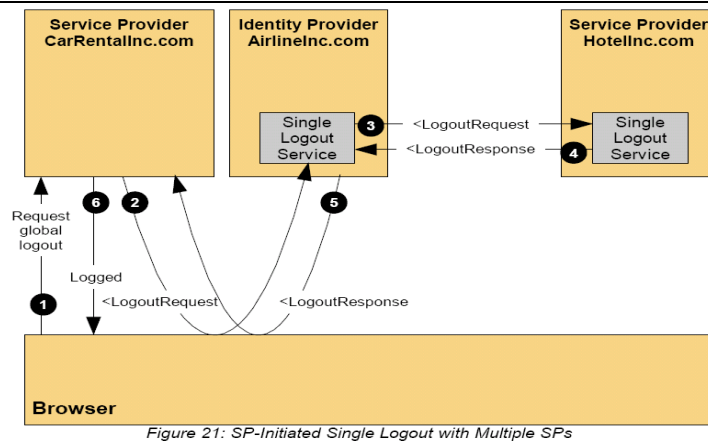 Service Provider
CarRentalInc.com
Identity Provider
AirlineInc.com
Service Provider
HotelInc.com
Single
Logout
Service
3
<LogoutRequest
Single
Logout
Service
<LogoutResponse
4
6
2
5
Request
global
logout
Logged
1
<LogoutRequest
<LogoutResponse
Browser
Figure 21: SP-Initiated Single Logout with Multiple SPs